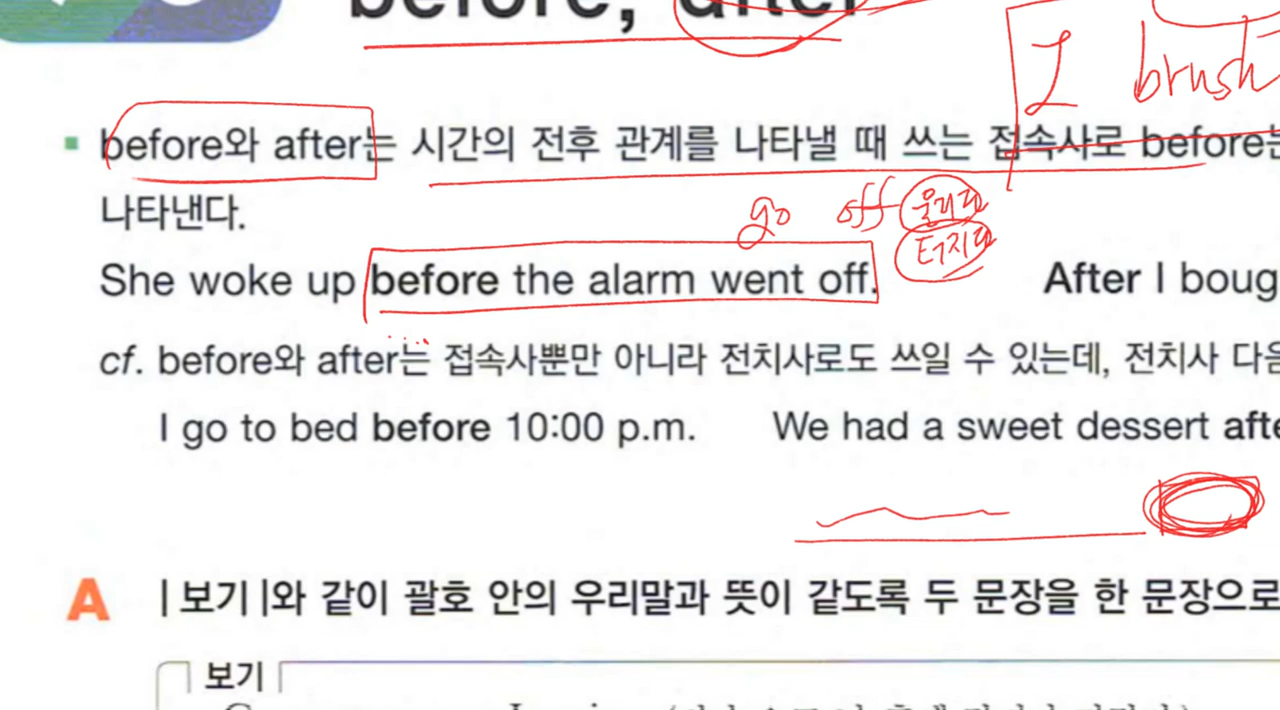 before, after
I brush
before와 after는 시간의 전후 관계를 나타낼 때 쓰는 접속사로 before는
나타낸다.
go off 울리다
터지다
She woke up before the alarm went off. After I boug
cf. before와 after는 접속사뿐만 아니라 전치사로도 쓰일 수 있는데, 전치사 다음
I go to bed before 10:00 p.m. We had a sweet dessert afte
A |보기|와 같이 괄호 안의 우리말과 뜻이 같도록 두 문장을 한 문장으로
보기